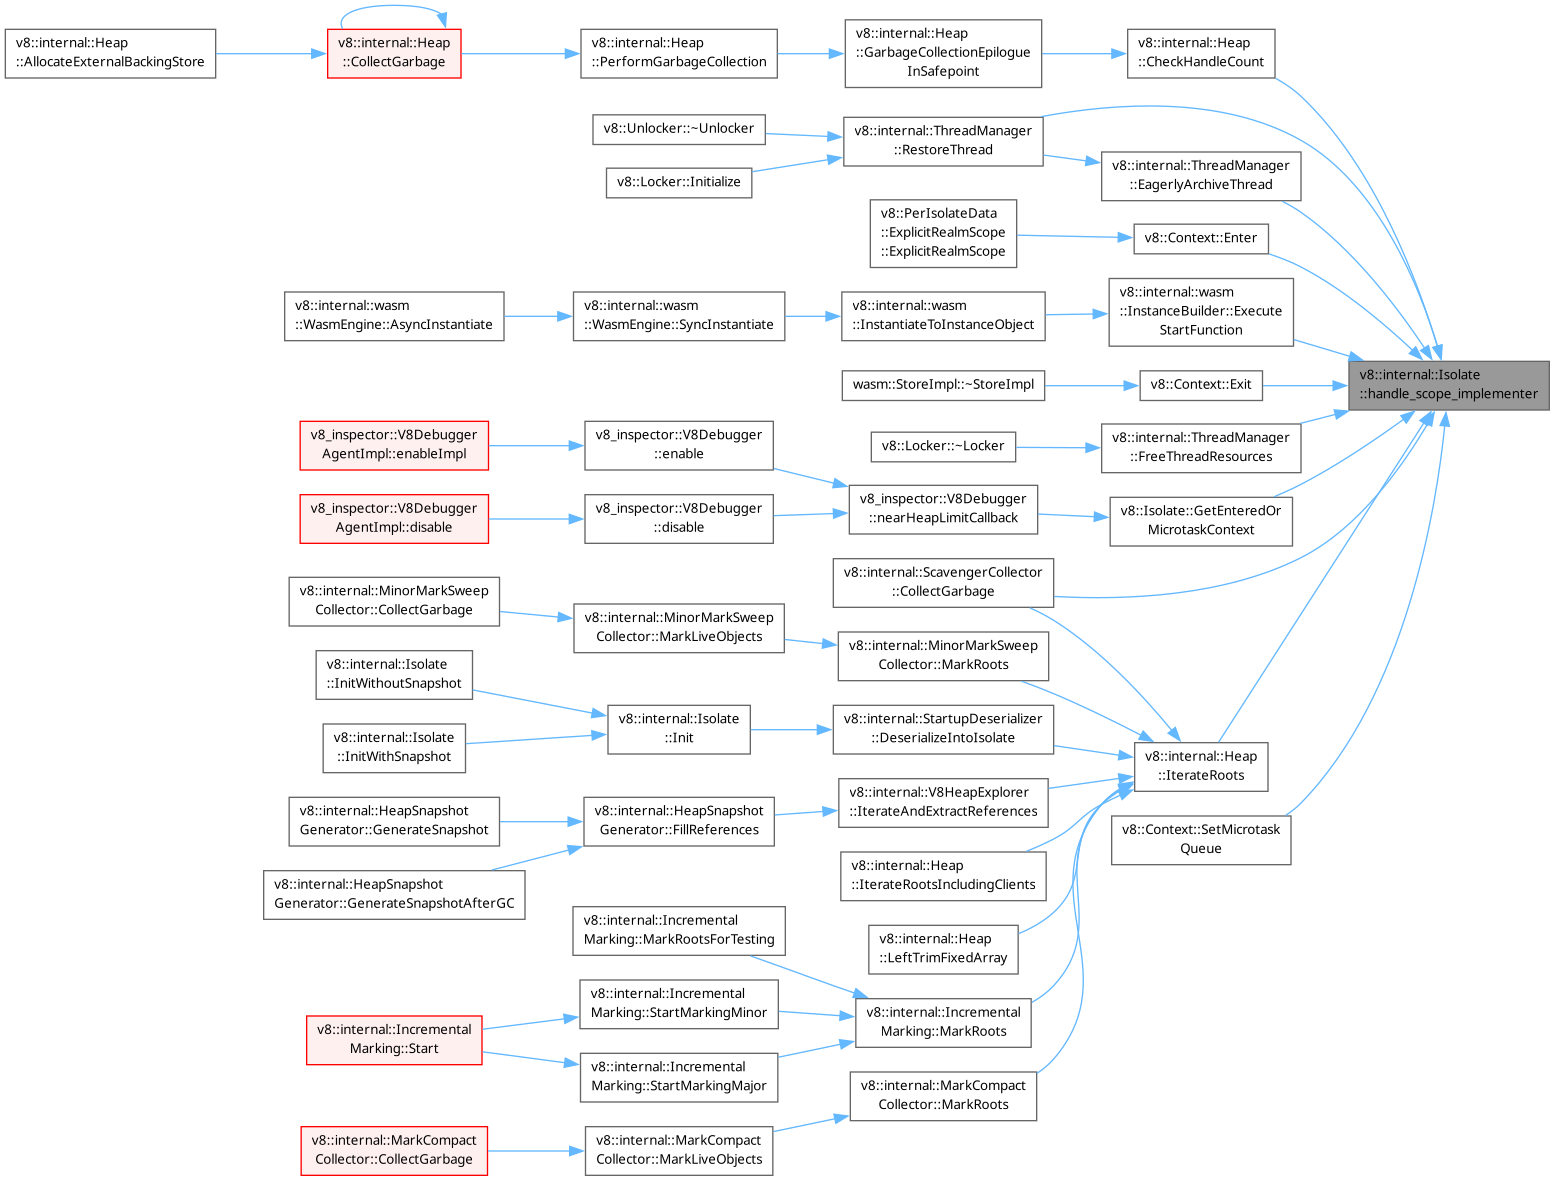 v8::internal::Heap
::AllocateExternalBackingStore
v8::internal::Heap
::CollectGarbage
v8::internal::Heap
::PerformGarbageCollection
v8::internal::Heap
::GarbageCollectionEpilogue
InSafepoint
v8::internal::Heap
::CheckHandleCount
v8::Unlocker::~Unlocker
v8::Locker::Initialize
v8::internal::ThreadManager
::RestoreThread
v8::internal::ThreadManager
::EagerlyArchiveThread
v8::PerIsolateData
::ExplicitRealmScope
::ExplicitRealmScope
v8::Context::Enter
v8::internal::wasm
::WasmEngine::AsyncInstantiate
v8::internal::wasm
::WasmEngine::SyncInstantiate
v8::internal::wasm
::InstantiateToInstanceObject
v8::internal::wasm
::InstanceBuilder::Execute
StartFunction
v8::internal::Isolate
::handle_scope_implementer
wasm::StoreImpl::~StoreImpl
v8::Context::Exit
v8_inspector::V8Debugger
AgentImpl::enableImpl
v8_inspector::V8Debugger
::enable
v8::Locker::~Locker
v8::internal::ThreadManager
::FreeThreadResources
v8_inspector::V8Debugger
AgentImpl::disable
v8_inspector::V8Debugger
::disable
v8_inspector::V8Debugger
::nearHeapLimitCallback
v8::Isolate::GetEnteredOr
MicrotaskContext
v8::internal::ScavengerCollector
::CollectGarbage
v8::internal::MinorMarkSweep
Collector::CollectGarbage
v8::internal::MinorMarkSweep
Collector::MarkLiveObjects
v8::internal::MinorMarkSweep
Collector::MarkRoots
v8::internal::Isolate
::InitWithoutSnapshot
v8::internal::Isolate
::InitWithSnapshot
v8::internal::Isolate
::Init
v8::internal::StartupDeserializer
::DeserializeIntoIsolate
v8::internal::Heap
::IterateRoots
v8::internal::HeapSnapshot
Generator::GenerateSnapshot
v8::internal::HeapSnapshot
Generator::FillReferences
v8::internal::V8HeapExplorer
::IterateAndExtractReferences
v8::Context::SetMicrotask
Queue
v8::internal::HeapSnapshot
Generator::GenerateSnapshotAfterGC
v8::internal::Heap
::IterateRootsIncludingClients
v8::internal::Incremental
Marking::MarkRootsForTesting
v8::internal::Heap
::LeftTrimFixedArray
v8::internal::Incremental
Marking::Start
v8::internal::Incremental
Marking::StartMarkingMinor
v8::internal::Incremental
Marking::MarkRoots
v8::internal::Incremental
Marking::StartMarkingMajor
v8::internal::MarkCompact
Collector::MarkRoots
v8::internal::MarkCompact
Collector::CollectGarbage
v8::internal::MarkCompact
Collector::MarkLiveObjects